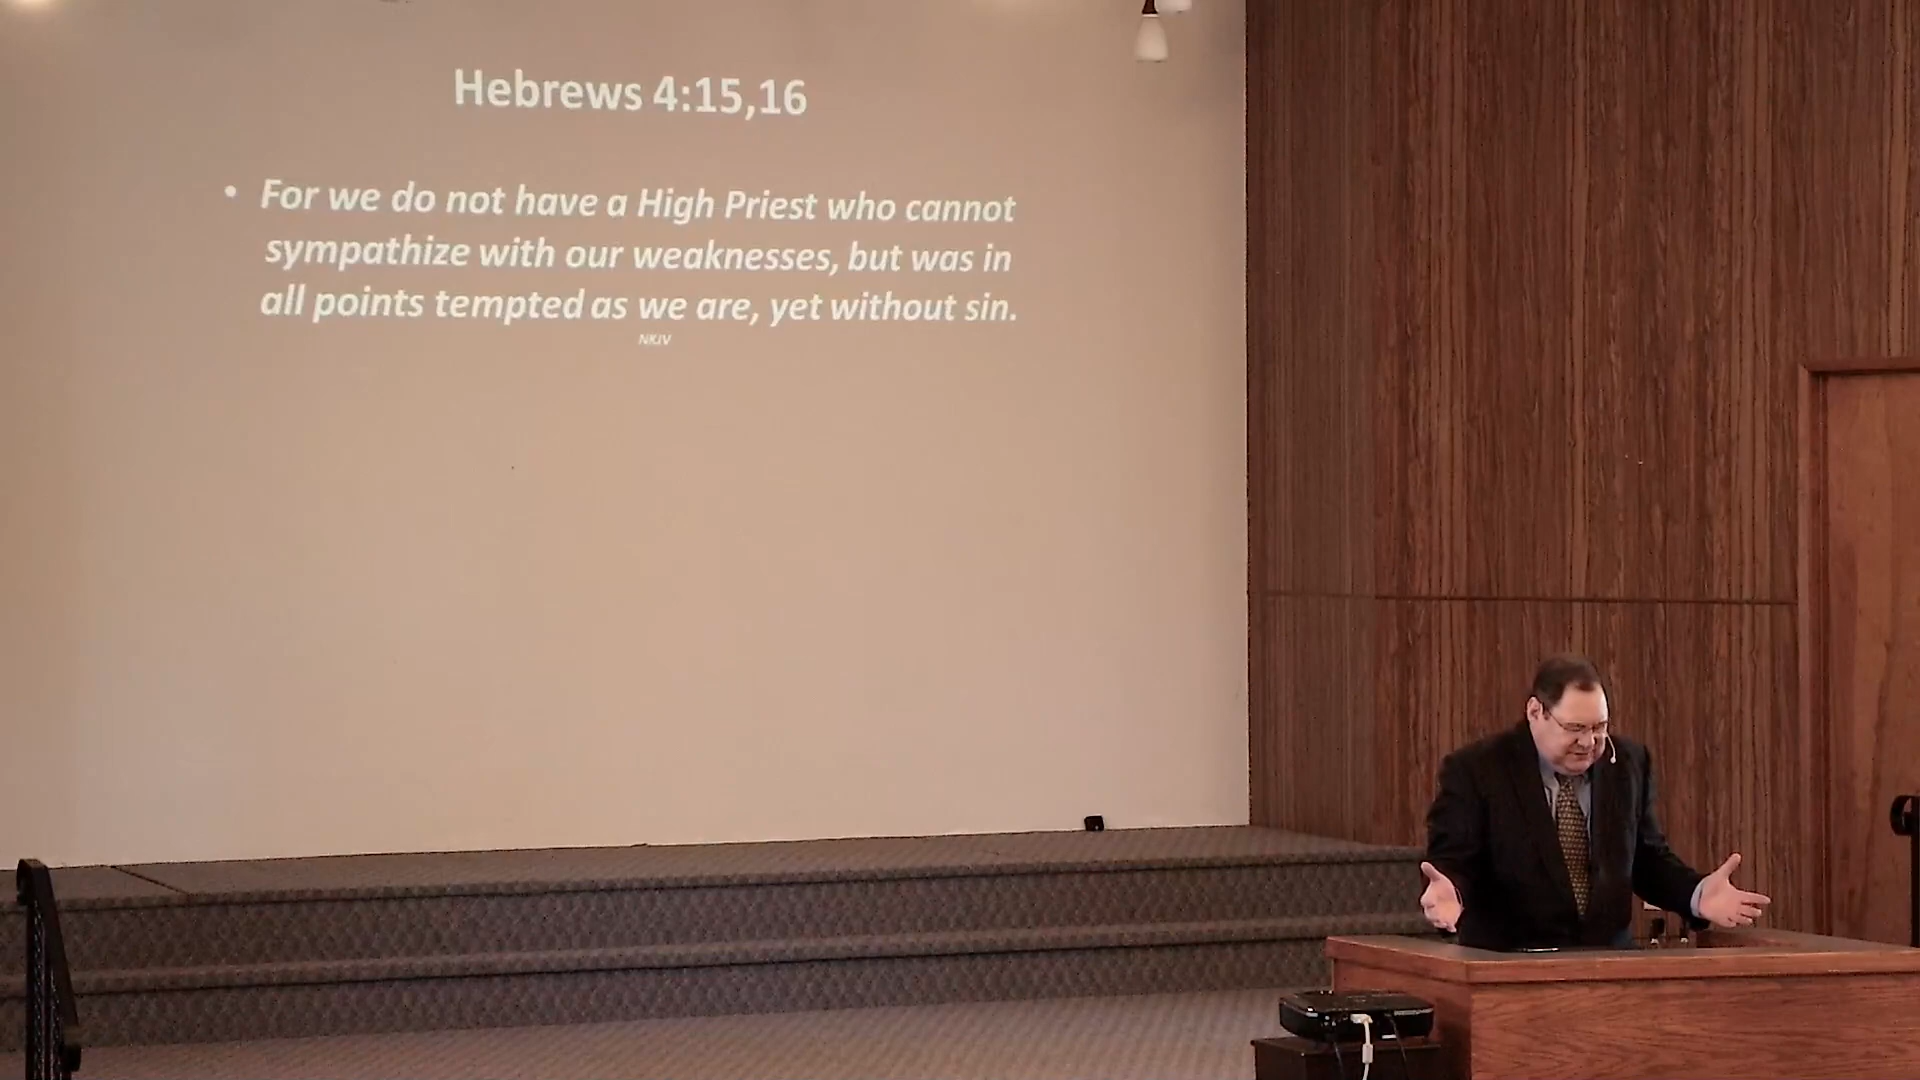 Hebrews 4:15,16
• For we do not have a High Priest who cannot
sympathize with our weaknesses, but was in
all points tempted as we are, yet without sin.
NKJV